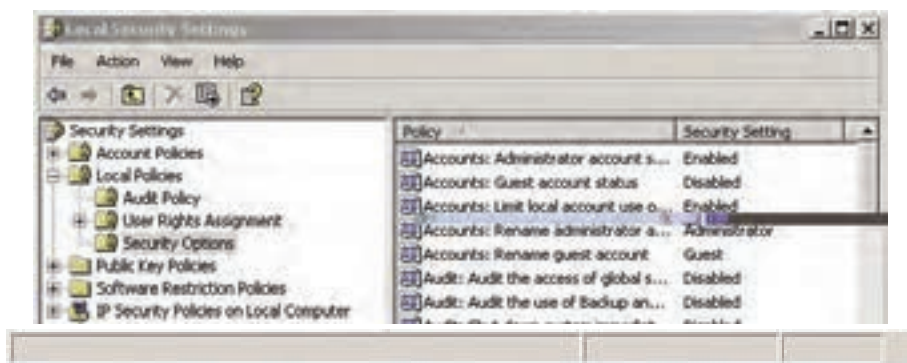 Local Security Settings
File Action View Help
Security Settings
Account Policies
Local Policies
Audit Policy
User Rights Assignment
Security Options
Public Key Policies
Software Restriction Policies
IP Security Policies on Local Computer
Policy Security Setting
Accounts: Administrator account s... Enabled
Accounts: Guest account status Disabled
Accounts: Limit local account use o... Enabled
Accounts: Rename administrator a... Administrator
Accounts: Rename guest account Guest
Audit: Audit the access of global s... Disabled
Audit: Audit the use of Backup an... Disabled